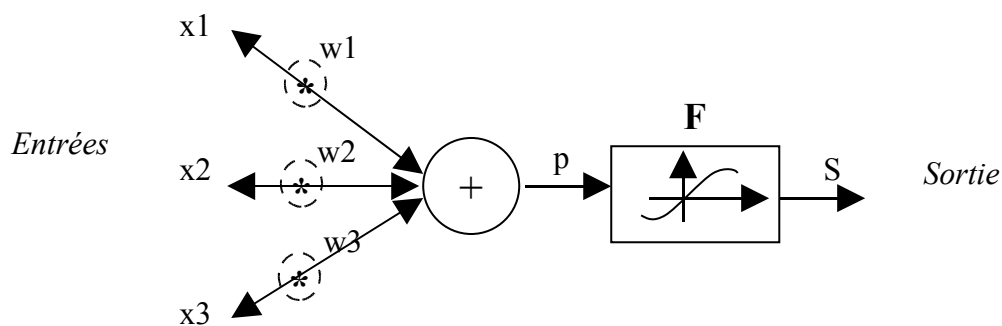 x1
w1
*
F
Entrées
w2
p
x2
*
+
S
Sortie
w3
*
x3